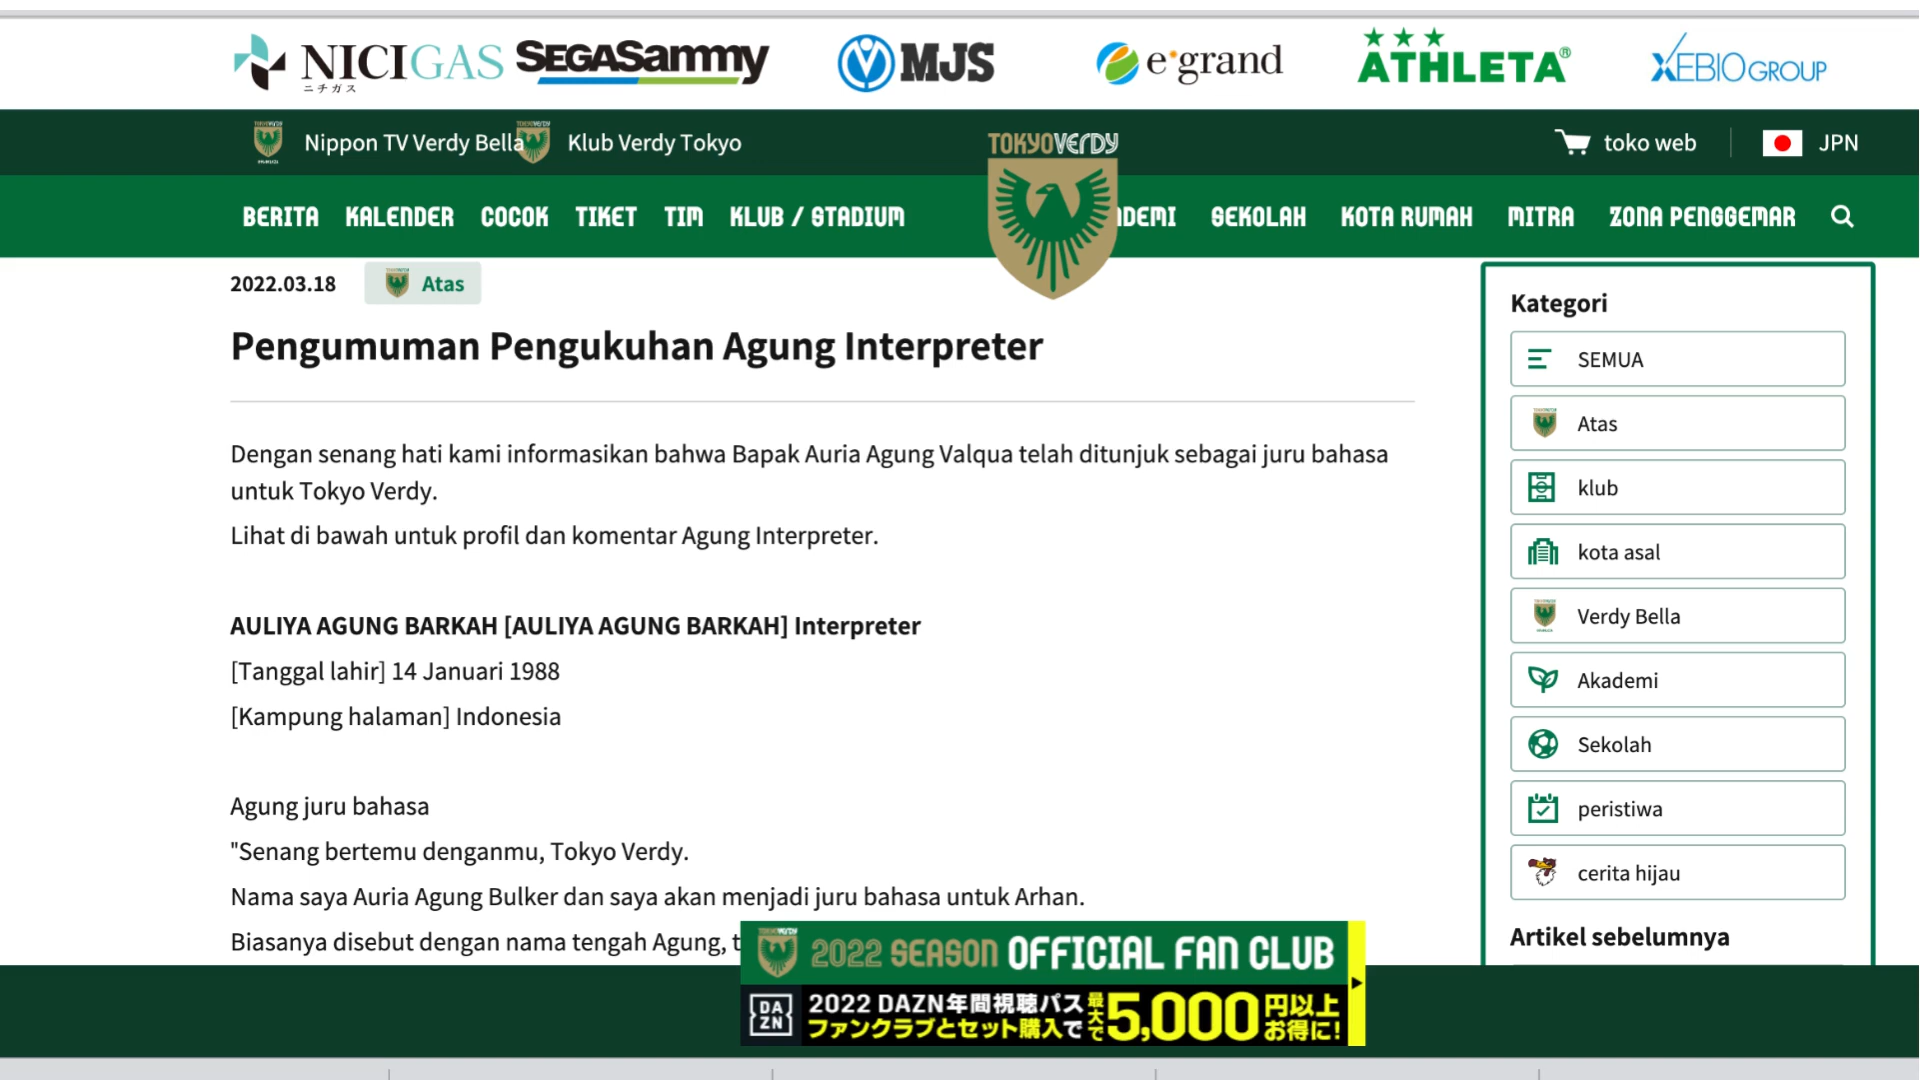 NICIGAS
ニチガス
SEGASammy
MJS
e·grand
ATHLETA®
XEBIO GROUP
Nippon TV Verdy Bella
Klub Verdy Tokyo
TOKYO VERDY
toko web
JPN
BERITA KALENDER COCOK TIKET TIM KLUB / STADIUM DEMI SEKOLAH KOTA RUMAH MITRA ZONA PENGGEMAR
2022.03.18
Atas
Pengumuman Pengukuhan Agung Interpreter
Dengan senang hati kami informasikan bahwa Bapak Auria Agung Valqua telah ditunjuk sebagai juru bahasa
untuk Tokyo Verdy.
Lihat di bawah untuk profil dan komentar Agung Interpreter.
AULIYA AGUNG BARKAH [AULIYA AGUNG BARKAH] Interpreter
[Tanggal lahir] 14 Januari 1988
[Kampung halaman] Indonesia
Agung juru bahasa
"Senang bertemu denganmu, Tokyo Verdy.
Nama saya Auria Agung Bulker dan saya akan menjadi juru bahasa untuk Arhan.
Biasanya disebut dengan nama tengah Agung, t
Kategori
SEMUA
Atas
klub
kota asal
Verdy Bella
Akademi
Sekolah
peristiwa
cerita hijau
Artikel sebelumnya
2022 SEASON OFFICIAL FAN CLUB
DAZN
2022 DAZN年間視聴パス
ファンクラブとセット購入で
最大で
5,000
円以上
お得に!